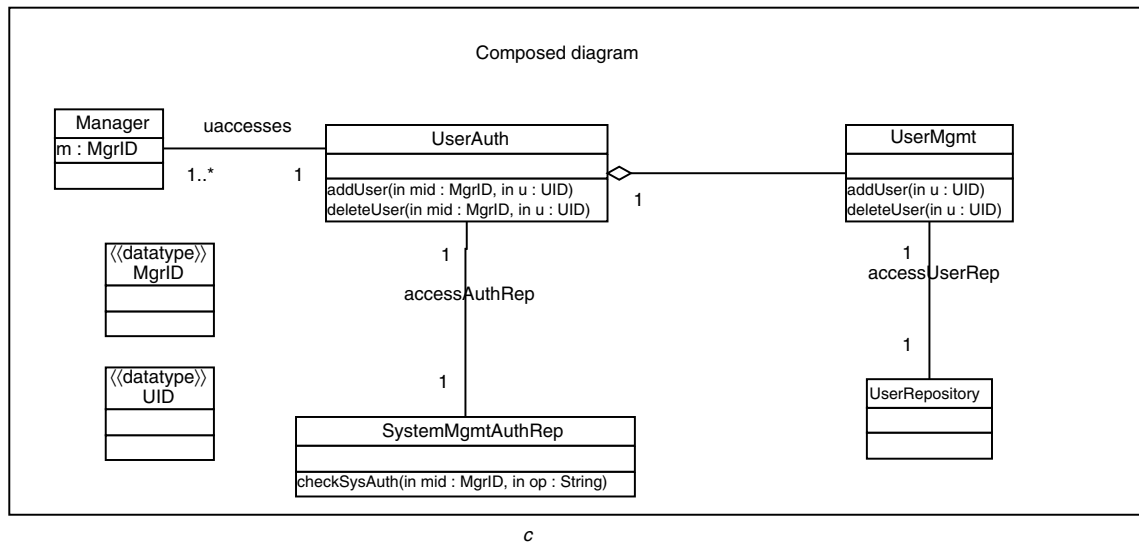 Composed diagram
Manager
m : MgrID
uaccesses
1..*
1
UserAuth
addUser(in mid : MgrID, in u : UID)
deleteUser(in mid : MgrID, in u : UID)
1
UserMgmt
addUser(in u : UID)
deleteUser(in u : UID)
1
accessAuthRep
1
1
accessUserRep
1
⟨⟨datatype⟩⟩
MgrID
⟨⟨datatype⟩⟩
UID
SystemMgmtAuthRep
checkSysAuth(in mid : MgrID, in op : String)
UserRepository
c